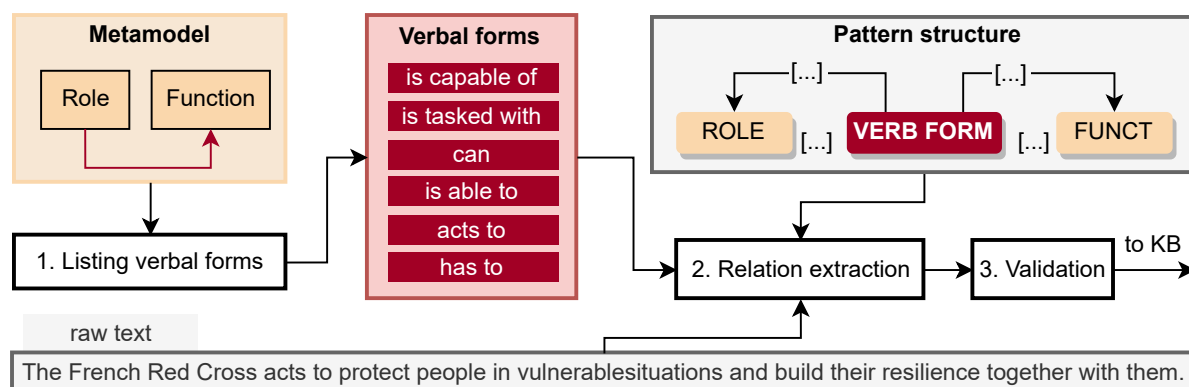 Metamodel
Role
Function
Verbal forms
is capable of
is tasked with
can
is able to
acts to
has to
Pattern structure
[...]
[...]
ROLE
[...]
VERB FORM
[...]
FUNCT
1. Listing verbal forms
2. Relation extraction
3. Validation
to KB
raw text
The French Red Cross acts to protect people in vulnerablesituations and build their resilience together with them.